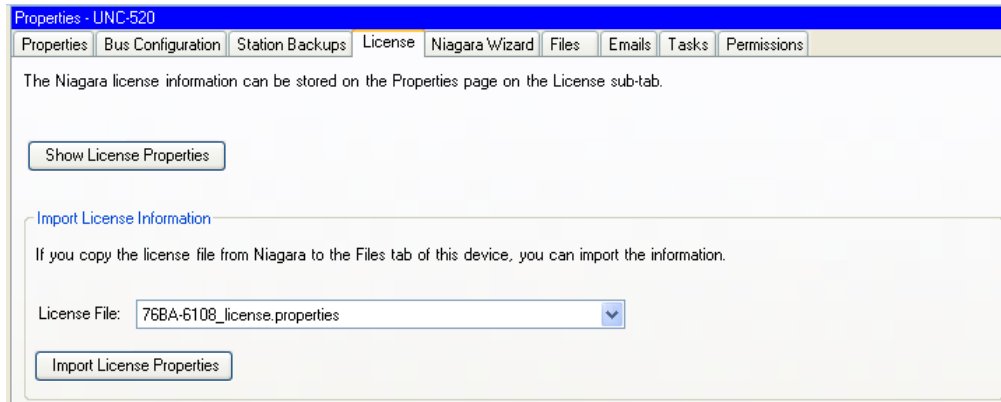 Properties - UNC-520
Properties Bus Configuration Station Backups License Niagara Wizard Files Emails Tasks Permissions
The Niagara license information can be stored on the Properties page on the License sub-tab.
Show License Properties
Import License Information
If you copy the license file from Niagara to the Files tab of this device, you can import the information.
License File: 76BA-6108_license.properties
Import License Properties